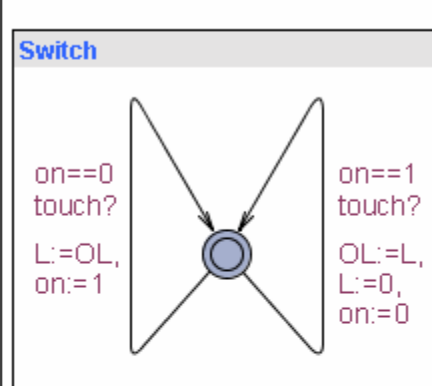 Switch
on==0
touch?
L:=OL,
on:=1
on==1
touch?
OL:=L,
L:=0,
on:=0